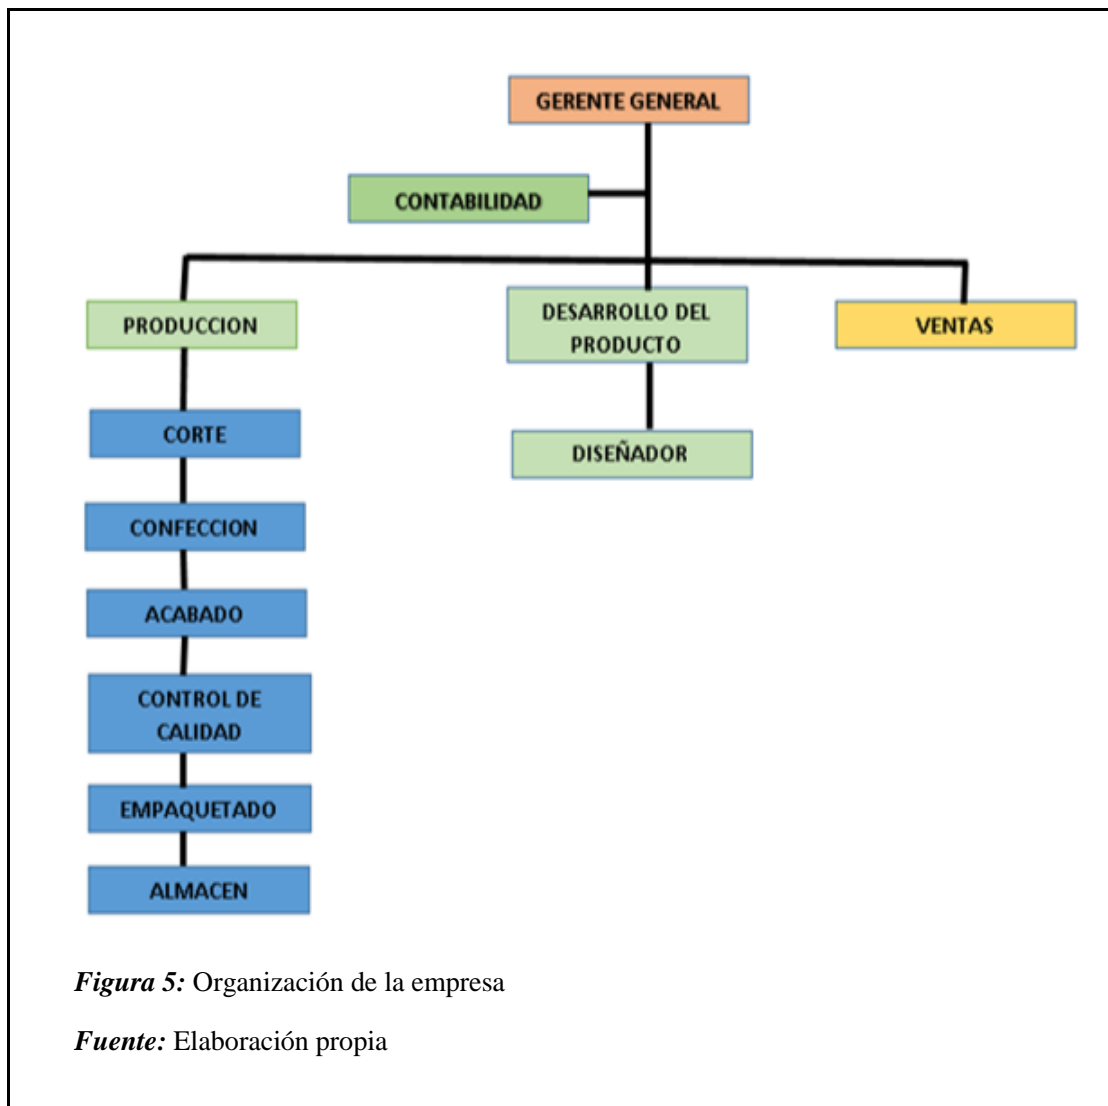 GERENTE GENERAL
CONTABILIDAD
PRODUCCION
DESARROLLO DEL
PRODUCTO
VENTAS
CORTE
DISEÑADOR
CONFECCION
ACABADO
CONTROL DE
CALIDAD
EMPAQUETADO
ALMACEN
Figura 5: Organización de la empresa
Fuente: Elaboración propia